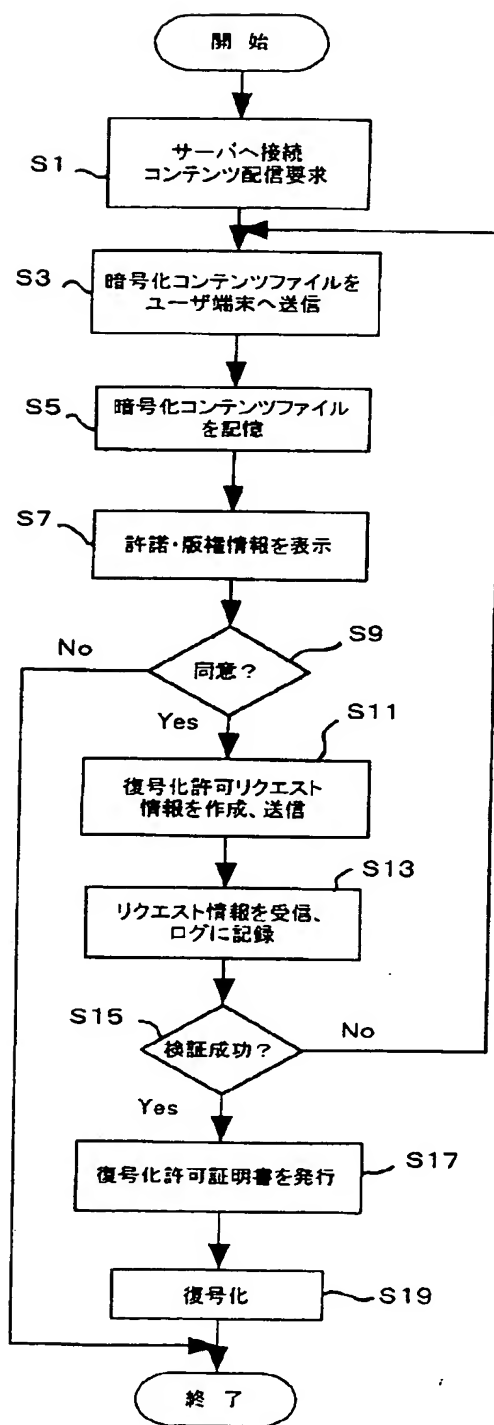 開始
S1
サーバへ接続
コンテンツ配信要求
S3
暗号化コンテンツファイルを
ユーザ端末へ送信
S5
暗号化コンテンツファイル
を記憶
S7
許諾・版権情報を表示
S9
No
同意?
Yes
S11
復号化許可リクエスト
情報を作成、送信
S13
リクエスト情報を受信、
ログに記録
S15
検証成功?
No
Yes
S17
復号化許可証明書を発行
復号化
S19
終了